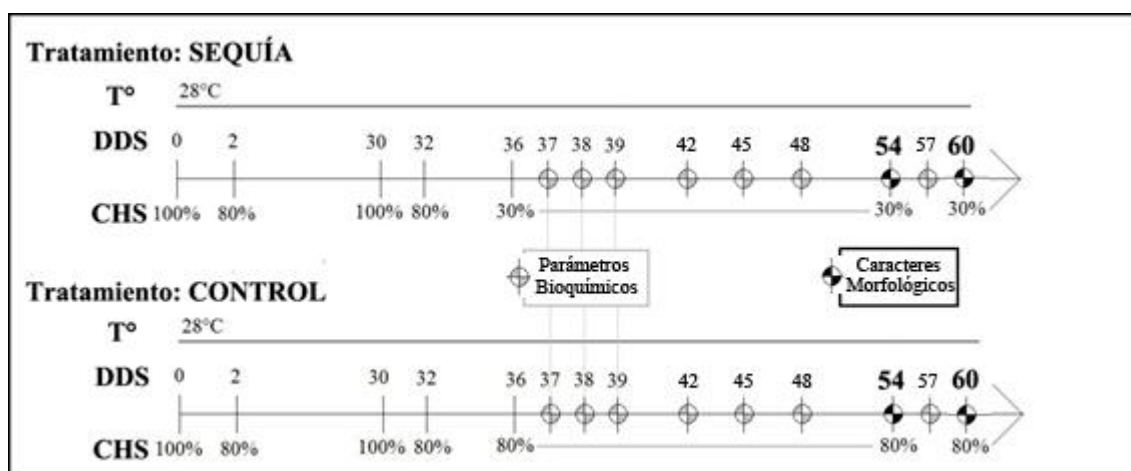 Tratamiento: SEQUÍA
T° 28°C
DDS 0 2 30 32 36 37 38 39 42 45 48 54 57 60
CHS 100% 80% 100% 80% 30% 30% 30%
Parámetros Bioquímicos
Caracteres Morfológicos
Tratamiento: CONTROL
T° 28°C
DDS 0 2 30 32 36 37 38 39 42 45 48 54 57 60
CHS 100% 80% 100% 80% 80% 80% 80%